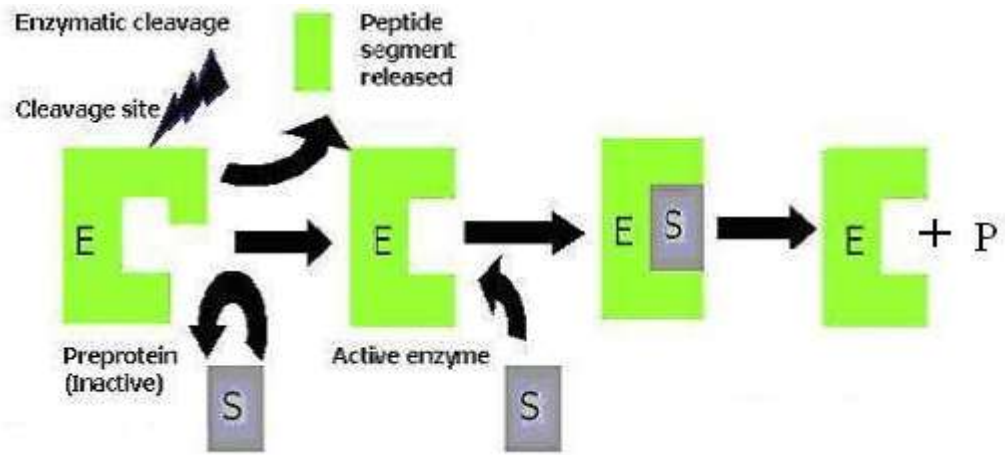 Enzymatic cleavage
Peptide
segment
released
Cleavage site
E
E
E
S
E
+ P
Preprotein
(Inactive)
S
Active enzyme
S